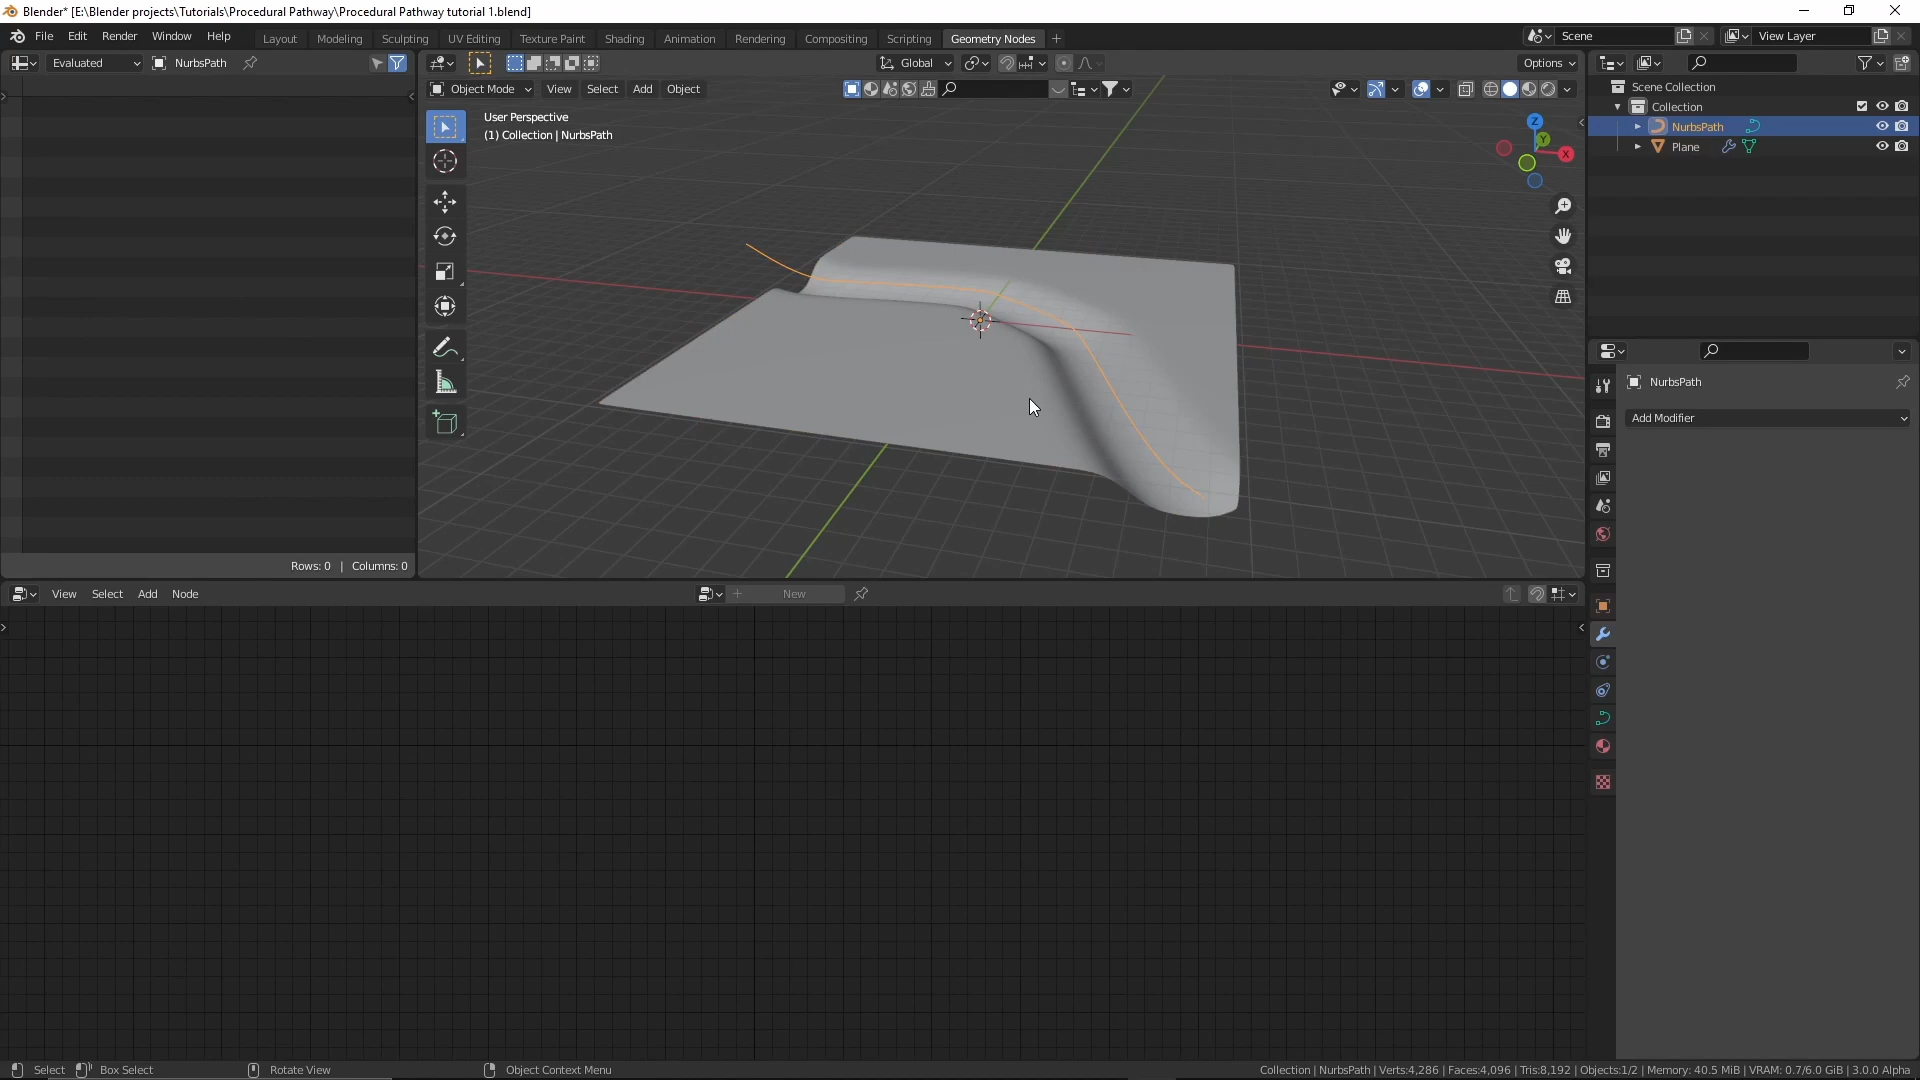 Blender* [E:\Blender projects\Tutorials\Procedural Pathway\Procedural Pathway tutorial 1.blend]
File Edit Render Window Help Layout Modeling Sculpting UV Editing Texture Paint Shading Animation Rendering Compositing Scripting Geometry Nodes + Scene View Layer
Evaluated NurbsPath Global Options
Object Mode View Select Add Object
User Perspective
(1) Collection | NurbsPath
Z
Y
X
Scene Collection
Collection
NurbsPath
Plane
NurbsPath
Add Modifier
Rows: 0 | Columns: 0
View Select Add Node New
Select Box Select Rotate View Object Context Menu Collection | NurbsPath | Verts:4,286 | Faces:4,096 | Tris:8,192 | Objects:1/2 | Memory: 40.5 MiB | VRAM: 0.7/6.0 GiB | 3.0.0 Alpha